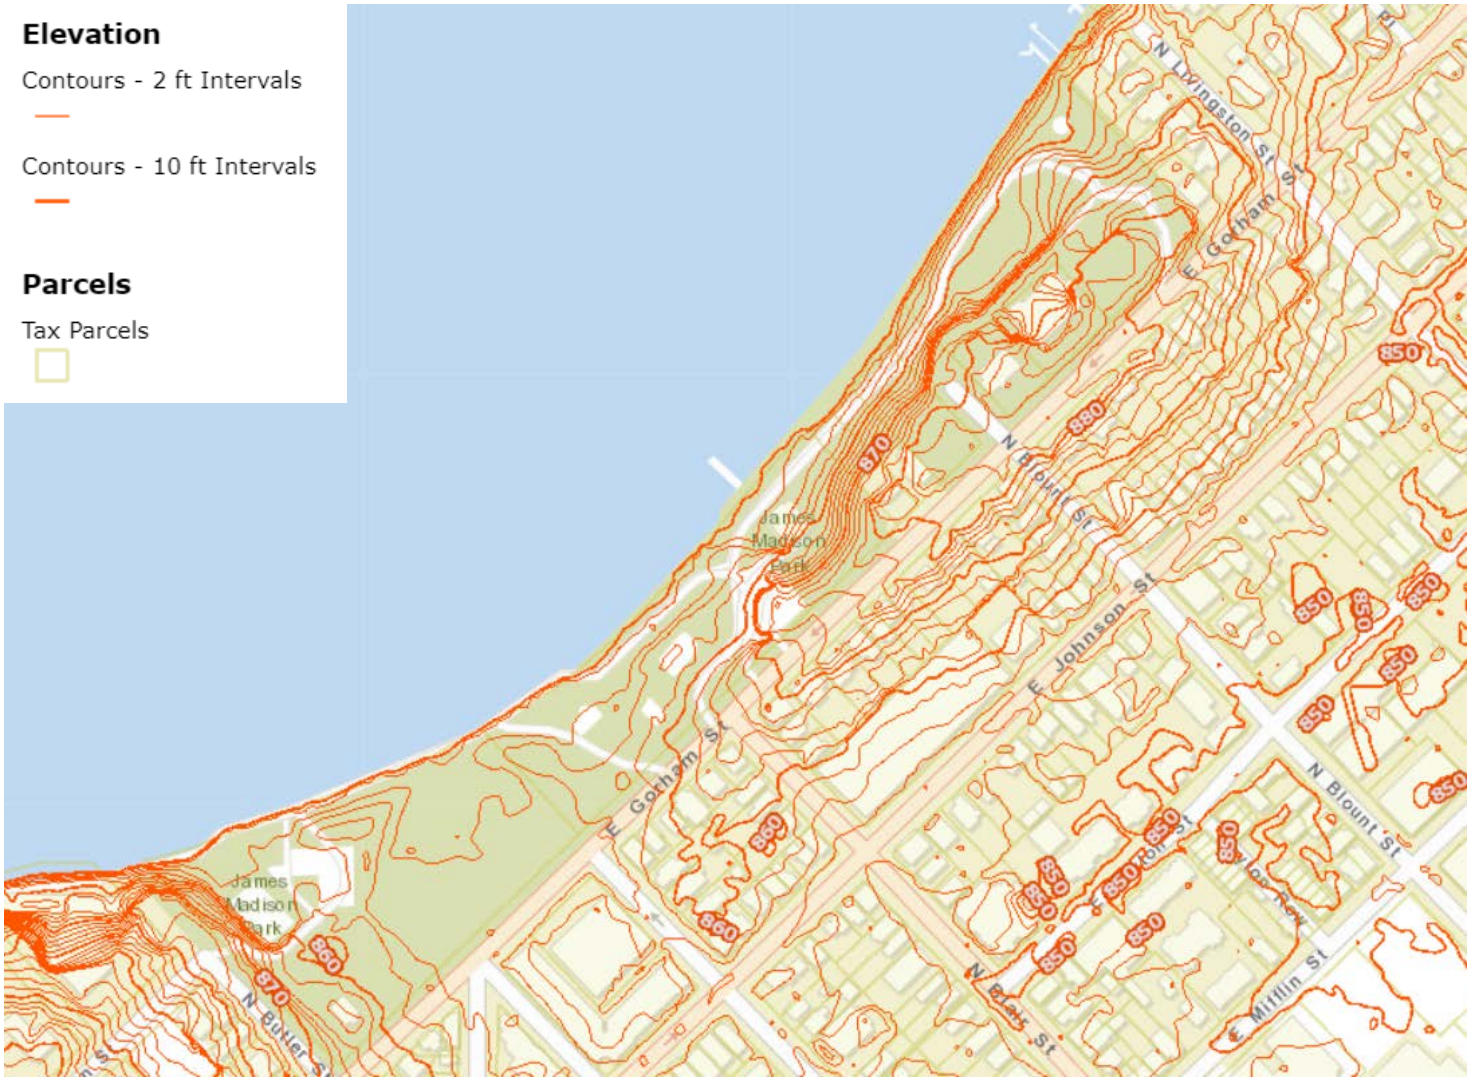 Elevation
Contours - 2 ft Intervals
Contours - 10 ft Intervals
Parcels
Tax Parcels
Pl
N Livingston St
E Gorham St
850
880
870
N Blount St
James
Madison
Park
E Johnson St
850
850
850
850
850
E Gorham St
N Blount St
850
860
850
850
James
Madison
Park
860
850
850
850
860
850
850
870
N Butler St
N Blair St
E Mifflin St